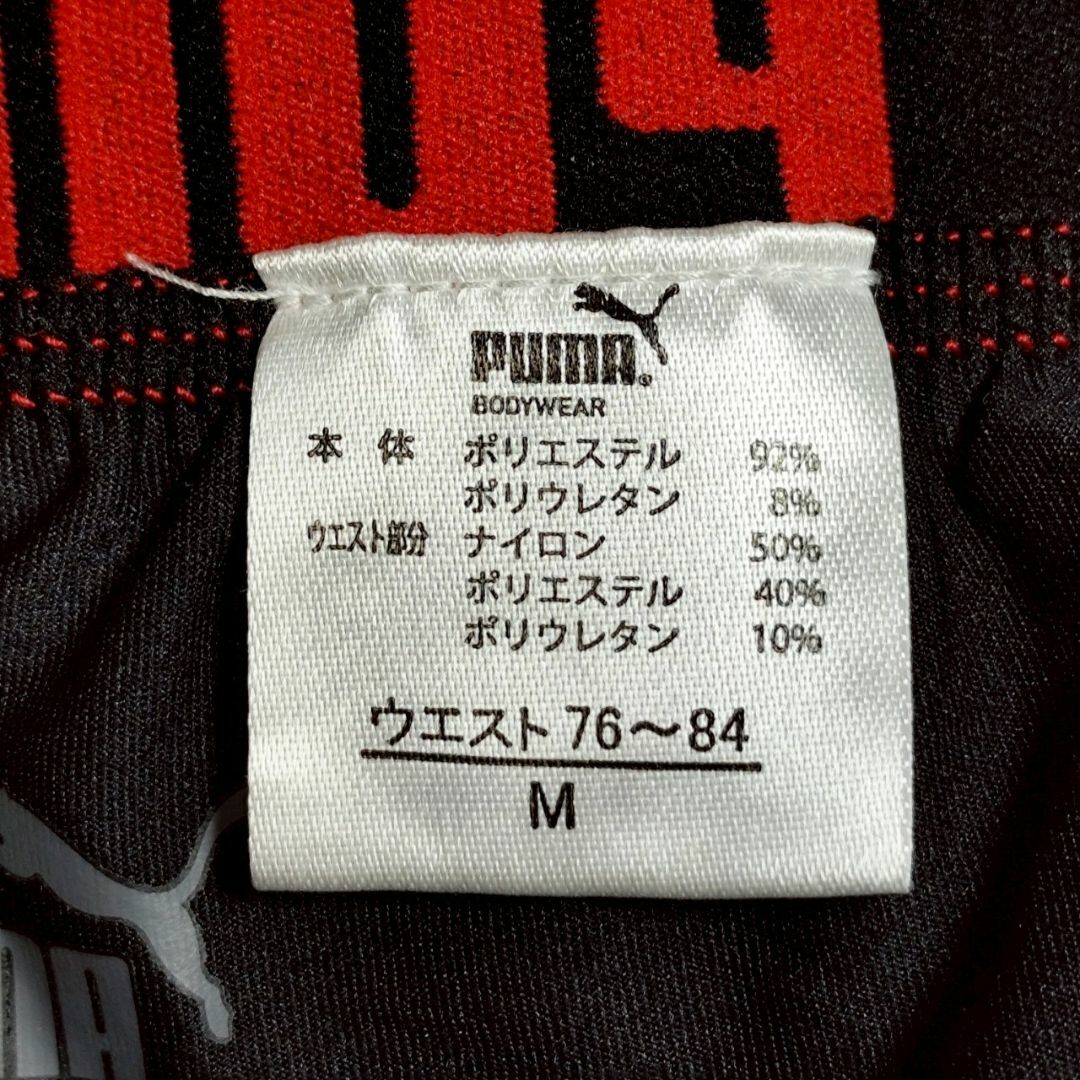 PUMA.
BODYWEAR
本 体 ポリエステル 92%
ポリウレタン 8%
ウエスト部分 ナイロン 50%
ポリエステル 40%
ポリウレタン 10%
ウエスト 76〜84
M